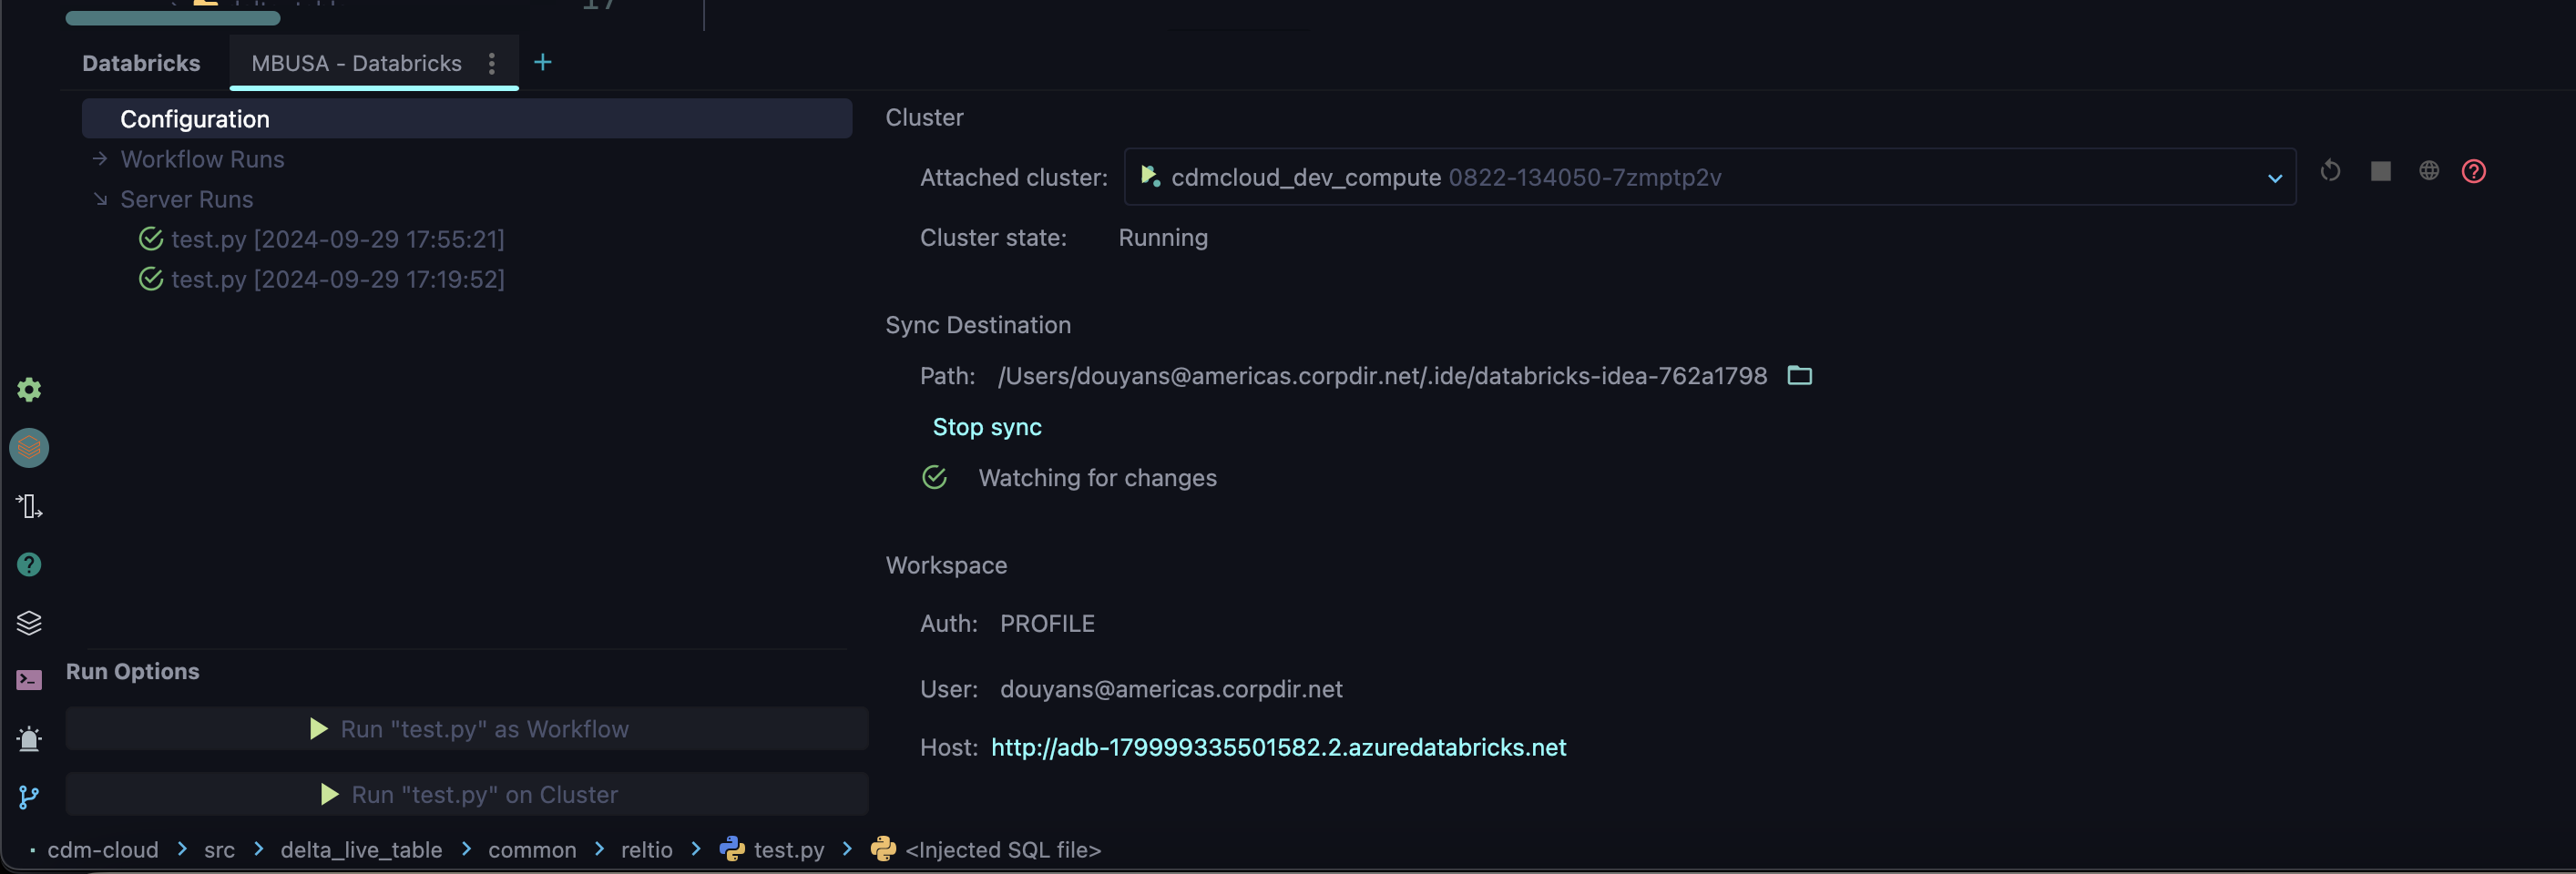 17
Databricks MBUSA - Databricks
Configuration
Workflow Runs
Server Runs
test.py [2024-09-29 17:55:21]
test.py [2024-09-29 17:19:52]
Run Options
Run "test.py" as Workflow
Run "test.py" on Cluster
Cluster
Attached cluster: cdmcloud_dev_compute 0822-134050-7zmptp2v
Cluster state: Running
Sync Destination
Path: /Users/douyans@americas.corpdir.net/.ide/databricks-idea-762a1798
Stop sync
Watching for changes
Workspace
Auth: PROFILE
User: douyans@americas.corpdir.net
Host: http://adb-179999335501582.2.azuredatabricks.net
cdm-cloud > src > delta_live_table > common > reltio > test.py > <Injected SQL file>